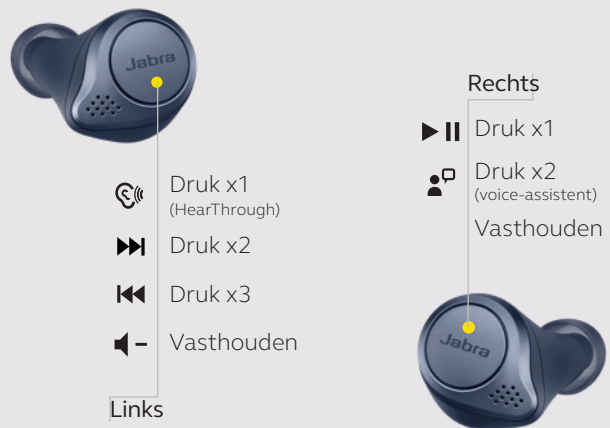 Jabra
Druk x1
(HearThrough)
Druk x2
Druk x3
Vasthouden
Links
Rechts
Druk x1
Druk x2
(voice-assistent)
Vasthouden
Jabra